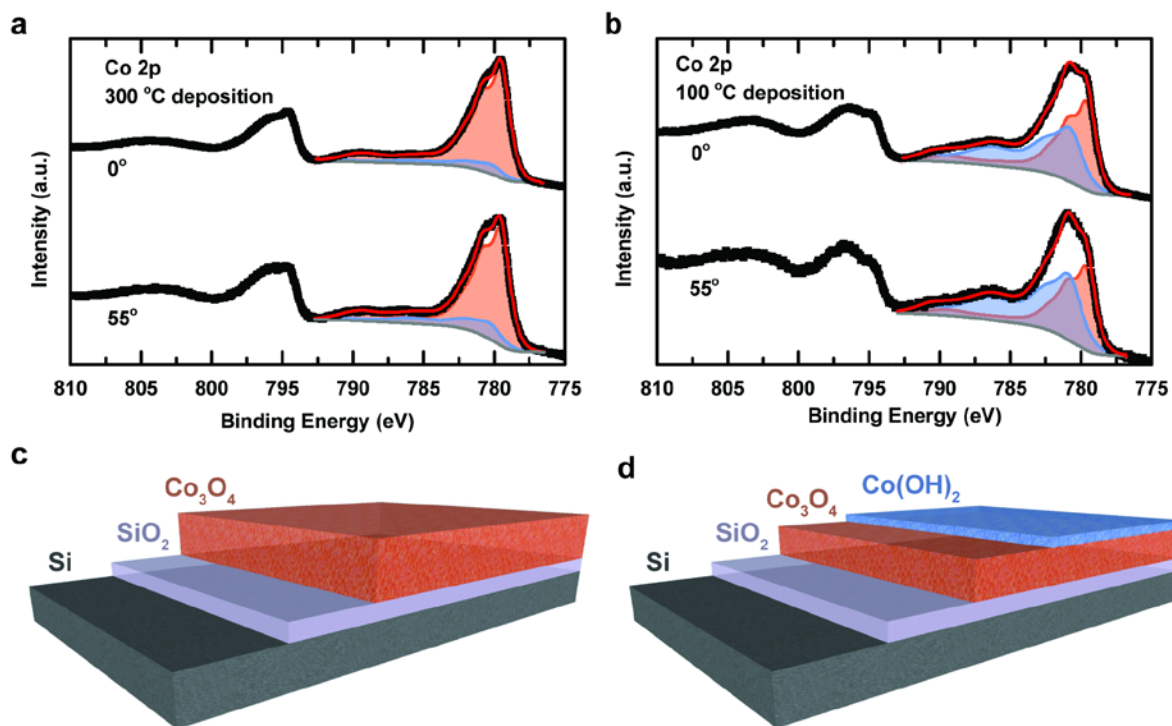 a
Co 2p
300 °C deposition
0°
55°
Intensity (a.u.)
810 805 800 795 790 785 780 775
Binding Energy (eV)
b
Co 2p
100 °C deposition
0°
55°
Intensity (a.u.)
810 805 800 795 790 785 780 775
Binding Energy (eV)
c
Co₃O₄
SiO₂
Si
d
Co(OH)₂
Co₃O₄
SiO₂
Si